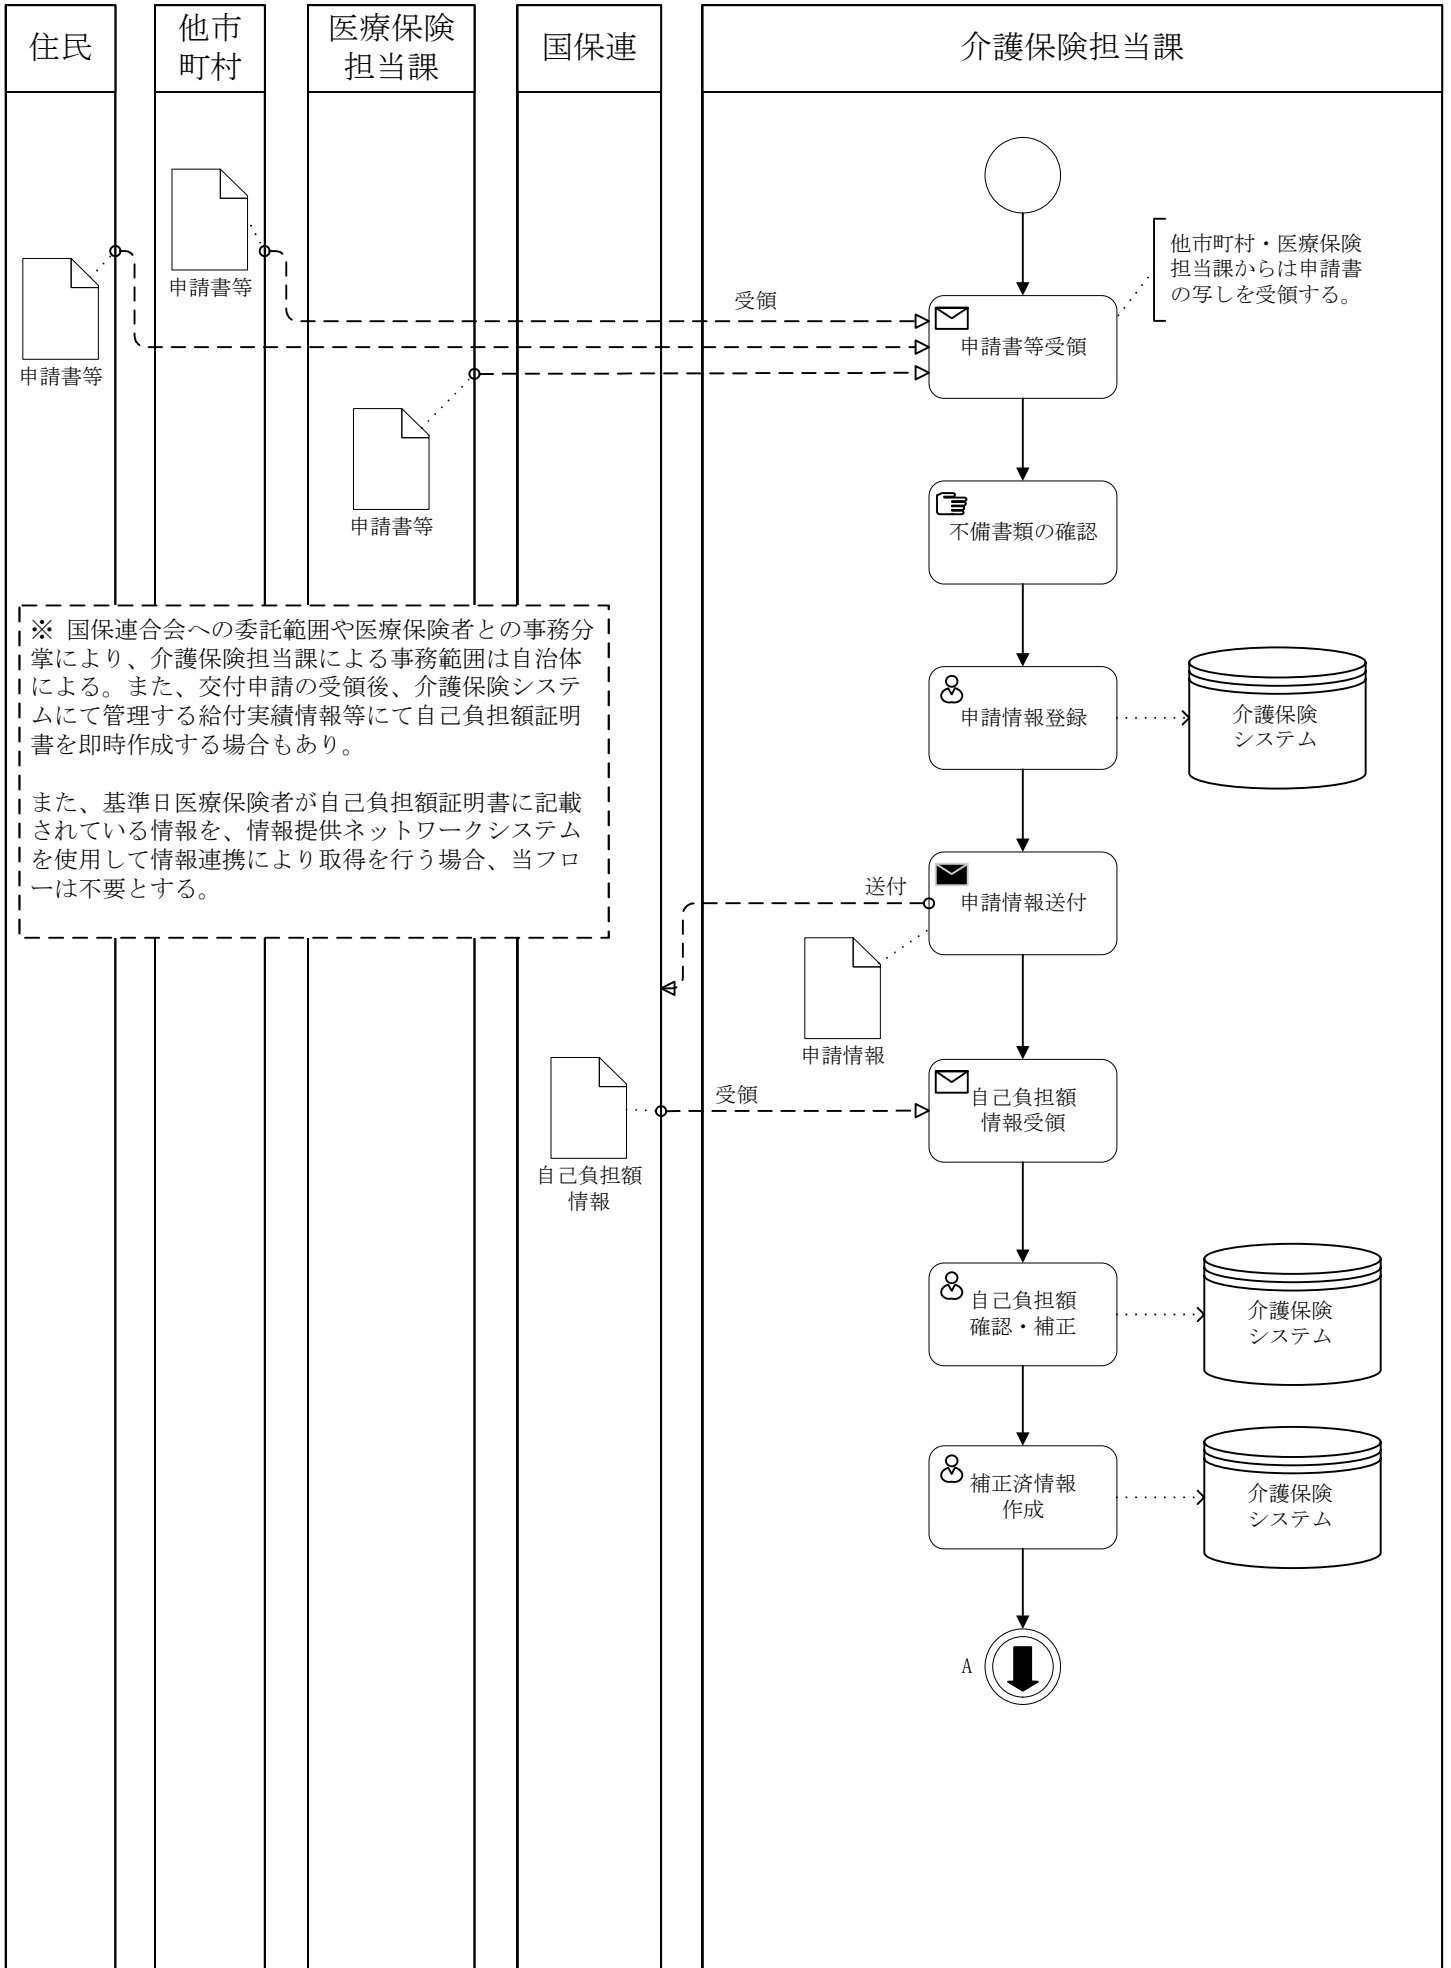 住民
他市
町村
医療保険
担当課
国保連
介護保険担当課
申請書等
申請書等
申請書等
受領
他市町村・医療保険
担当課からは申請書
の写しを受領する。
申請書等受領
不備書類の確認
※ 国保連合会への委託範囲や医療保険者との事務分
掌により、介護保険担当課による事務範囲は自治体
による。また、交付申請の受領後、介護保険システ
ムにて管理する給付実績情報等にて自己負担額証明
書を即時作成する場合もあり。
また、基準日医療保険者が自己負担額証明書に記載
されている情報を、情報提供ネットワークシステム
を使用して情報連携により取得を行う場合、当フロ
ーは不要とする。
申請情報登録
介護保険
システム
送付
申請情報送付
申請情報
受領
自己負担額
情報受領
自己負担額
情報
自己負担額
確認・補正
介護保険
システム
補正済情報
作成
介護保険
システム
A